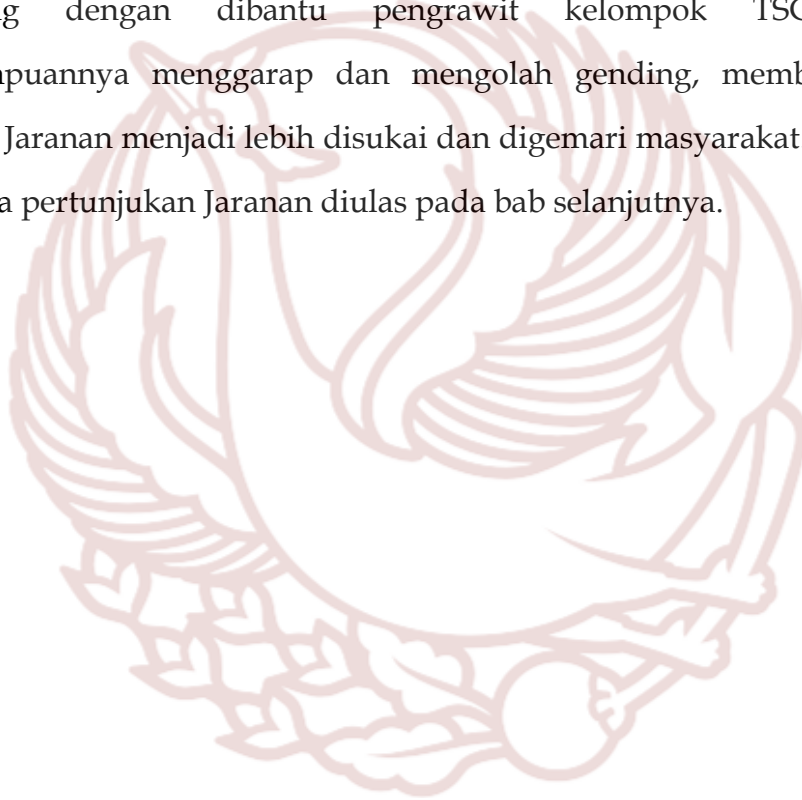 dengan dibantu pengrawit kelompok
menggarap dan mengolah gending,
Jaranan menjadi lebih disukai dan digemari masyarakat
pertunjukan Jaranan diulas pada bab selanjutnya.